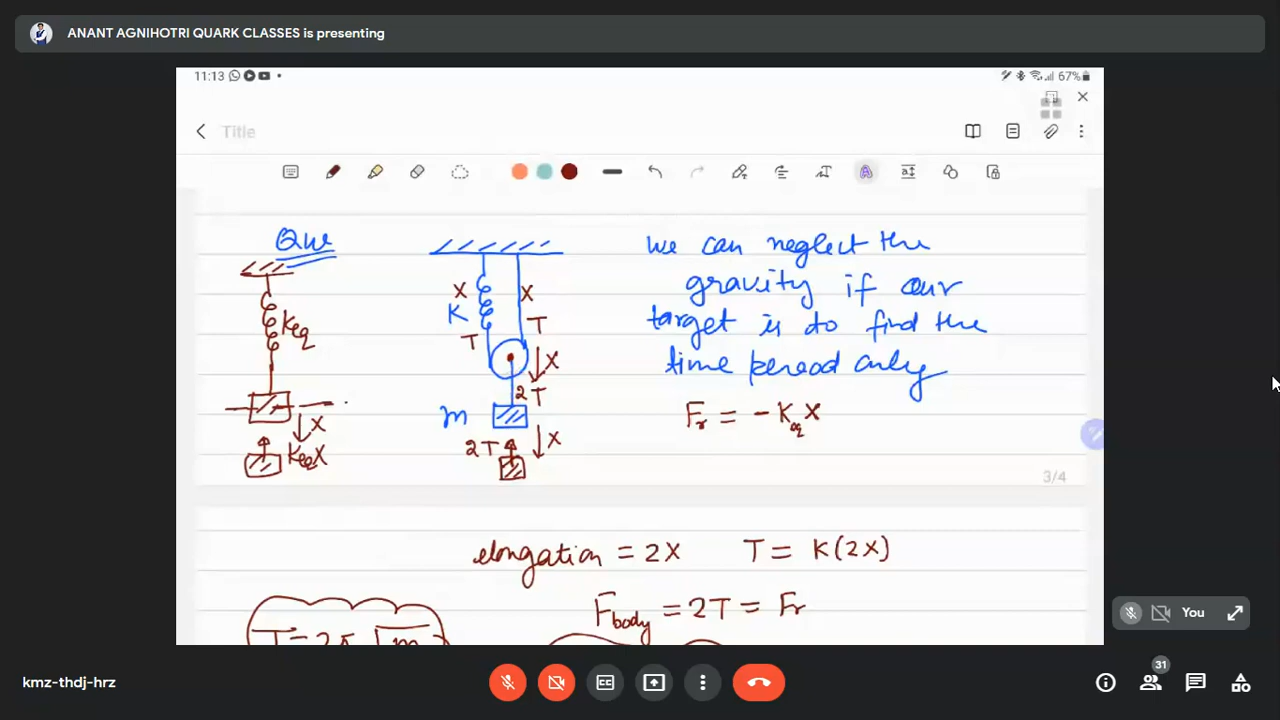 ANANT AGNIHOTRI QUARK CLASSES is presenting
11:13
67%
Title
Que
we can neglect the
gravity if our
target is to find the
time period only
Fr = - Keq X
Keq
X
KeqX
X
X
K
T
T
X
2T
m
2T
X
3/4
elongation = 2X
T = K(2X)
Fbody = 2T = Fr
You
kmz-thdj-hrz
31